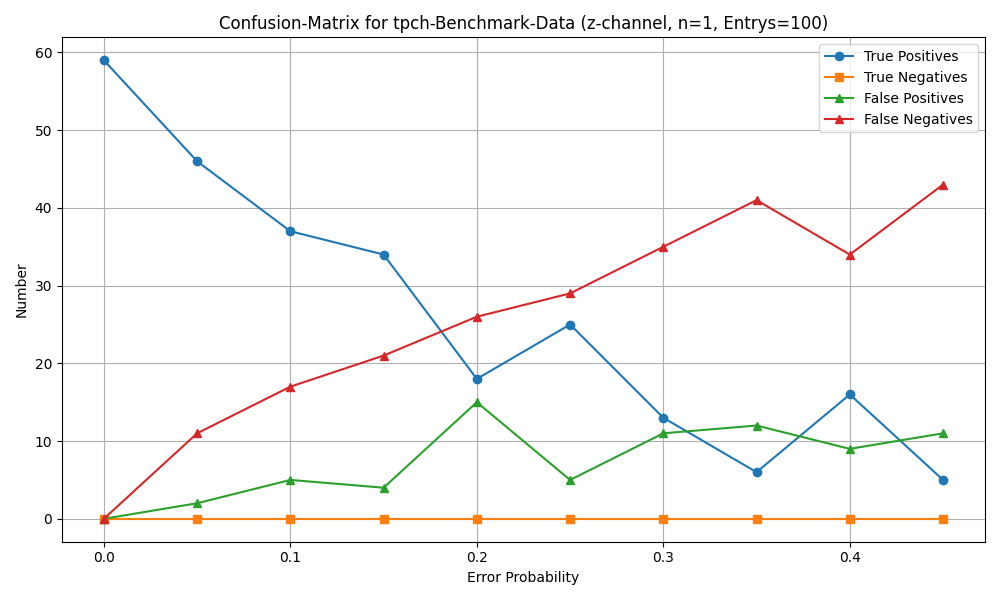 Confusion-Matrix for tpch-Benchmark-Data (z-channel, n=1, Entrys=100)
True Positives
True Negatives
False Positives
False Negatives
Number
60
50
40
30
20
10
0
0.0 0.1 0.2 0.3 0.4
Error Probability